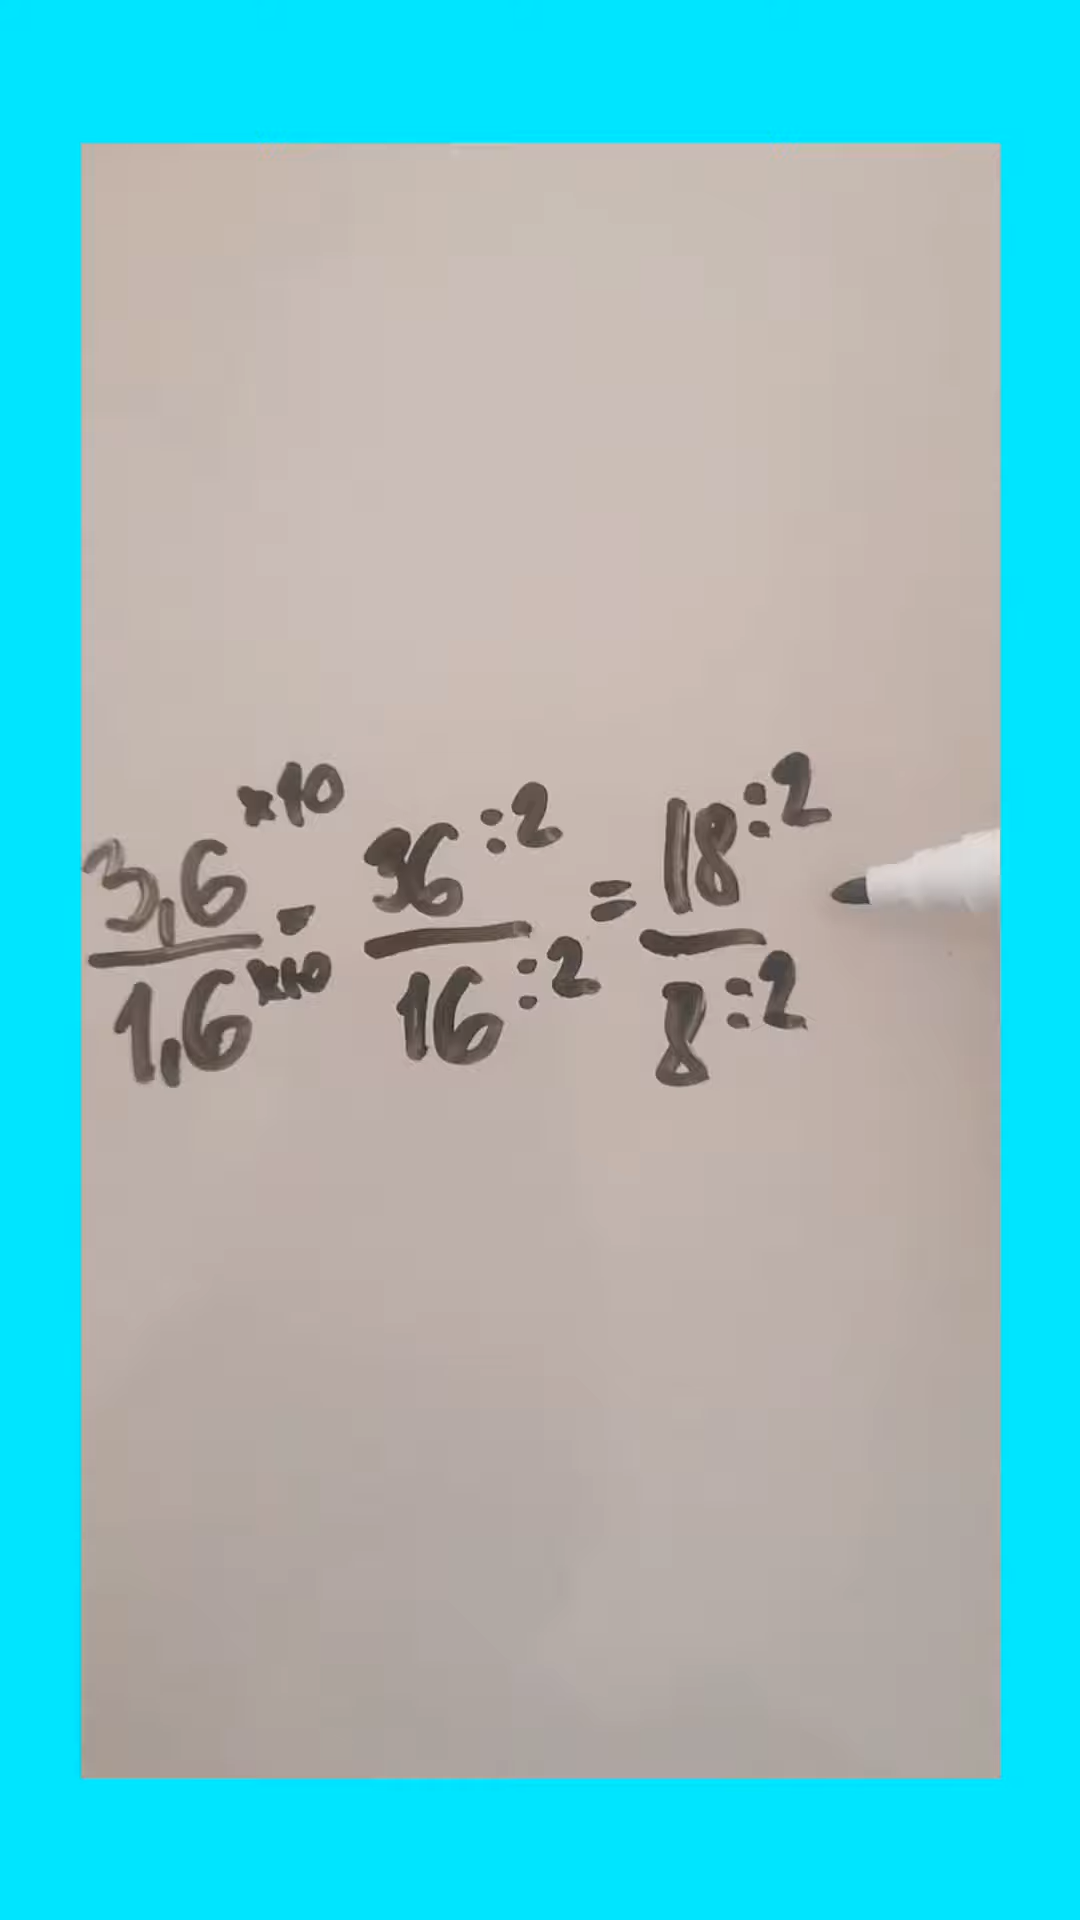 3,6 ×10 / 1,6 ×10 = 36 :2 / 16 :2 = 18 :2 / 8 :2